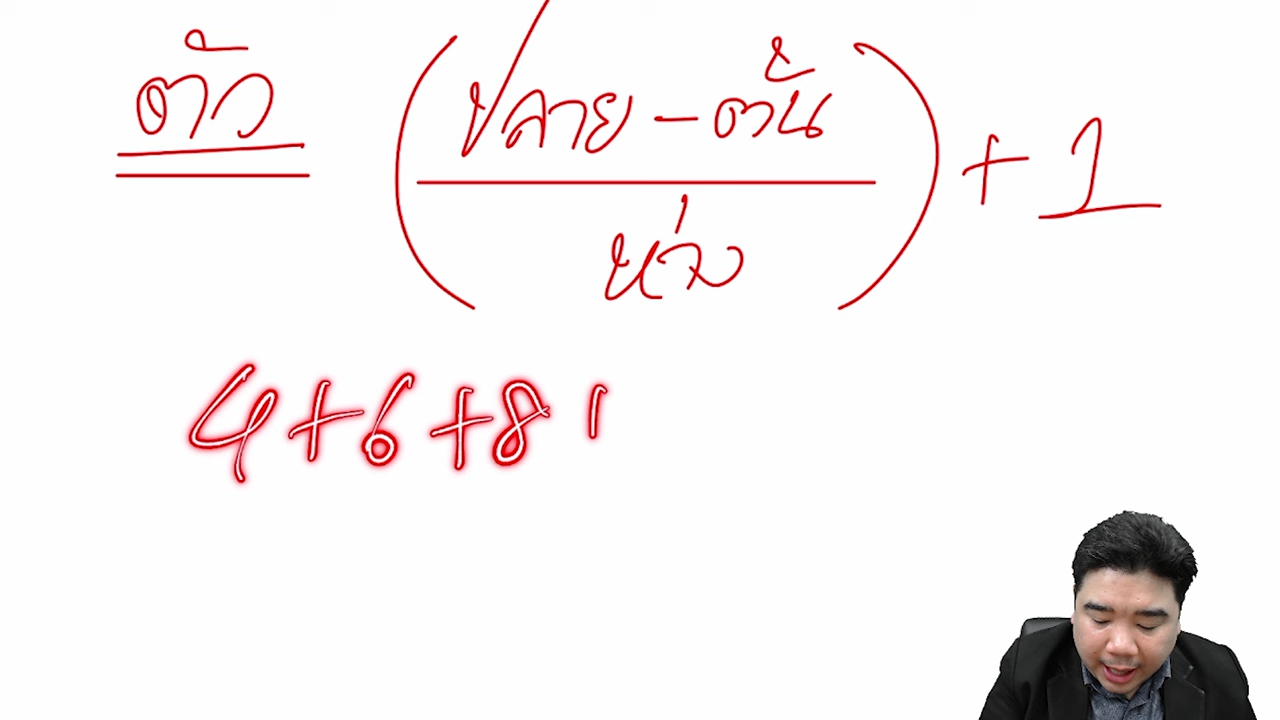 ตัว (ปลาย - ต้น) + 1
ห่าง
4+6+8